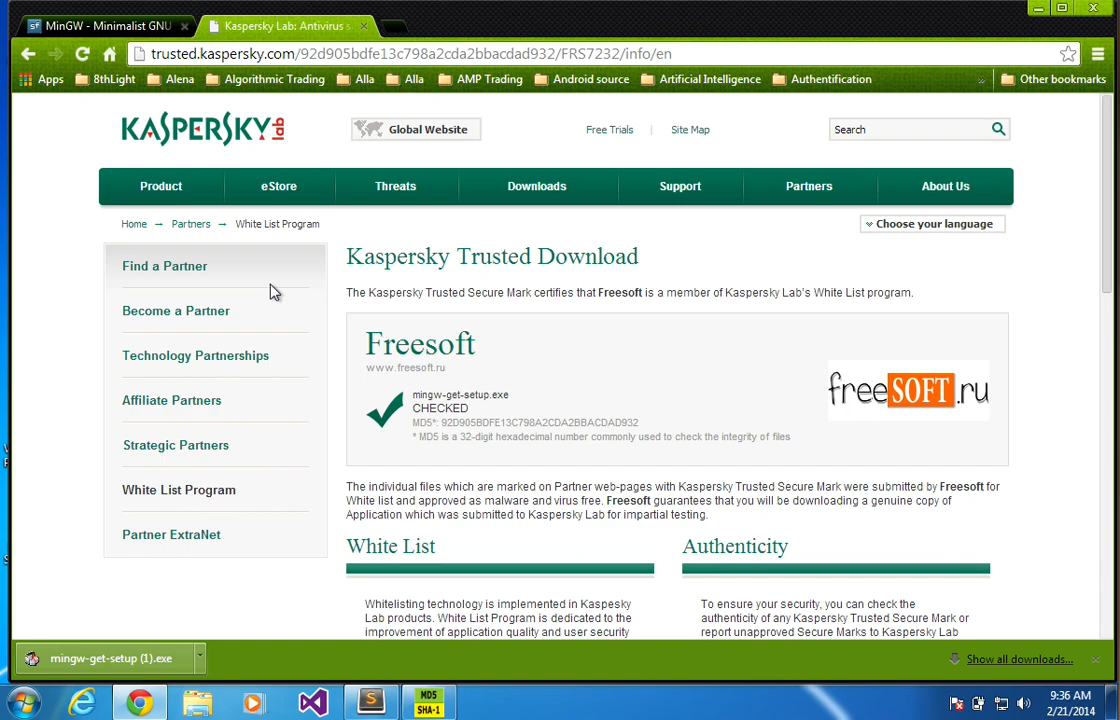 MinGW - Minimalist GNU
Kaspersky Lab: Antivirus
trusted.kaspersky.com/92d905bdfe13c798a2cda2bbacdad932/FRS7232/info/en
Apps
8thLight
Alena
Algorithmic Trading
Alla
Alla
AMP Trading
Android source
Artificial Intelligence
Authentification
»
Other bookmarks
KASPERSKY lab
Global Website
Free Trials
Site Map
Search
Product
eStore
Threats
Downloads
Support
Partners
About Us
Home → Partners → White List Program
Choose your language
Find a Partner
Become a Partner
Technology Partnerships
Affiliate Partners
Strategic Partners
White List Program
Partner ExtraNet
Kaspersky Trusted Download
The Kaspersky Trusted Secure Mark certifies that Freesoft is a member of Kaspersky Lab's White List program.
Freesoft
www.freesoft.ru
mingw-get-setup.exe
CHECKED
MD5*: 92D905BDFE13C798A2CDA2BBACDAD932
* MD5 is a 32-digit hexadecimal number commonly used to check the integrity of files
freeSOFT.ru
The individual files which are marked on Partner web-pages with Kaspersky Trusted Secure Mark were submitted by Freesoft for
White list and approved as malware and virus free. Freesoft guarantees that you will be downloading a genuine copy of
Application which was submitted to Kaspersky Lab for impartial testing.
White List
Whitelisting technology is implemented in Kaspesky
Lab products. White List Program is dedicated to the
improvement of application quality and user security
Authenticity
To ensure your security, you can check the
authenticity of any Kaspersky Trusted Secure Mark or
report unapproved Secure Marks to Kaspersky Lab
mingw-get-setup (1).exe
Show all downloads...
MD5
SHA-1
9:36 AM
2/21/2014